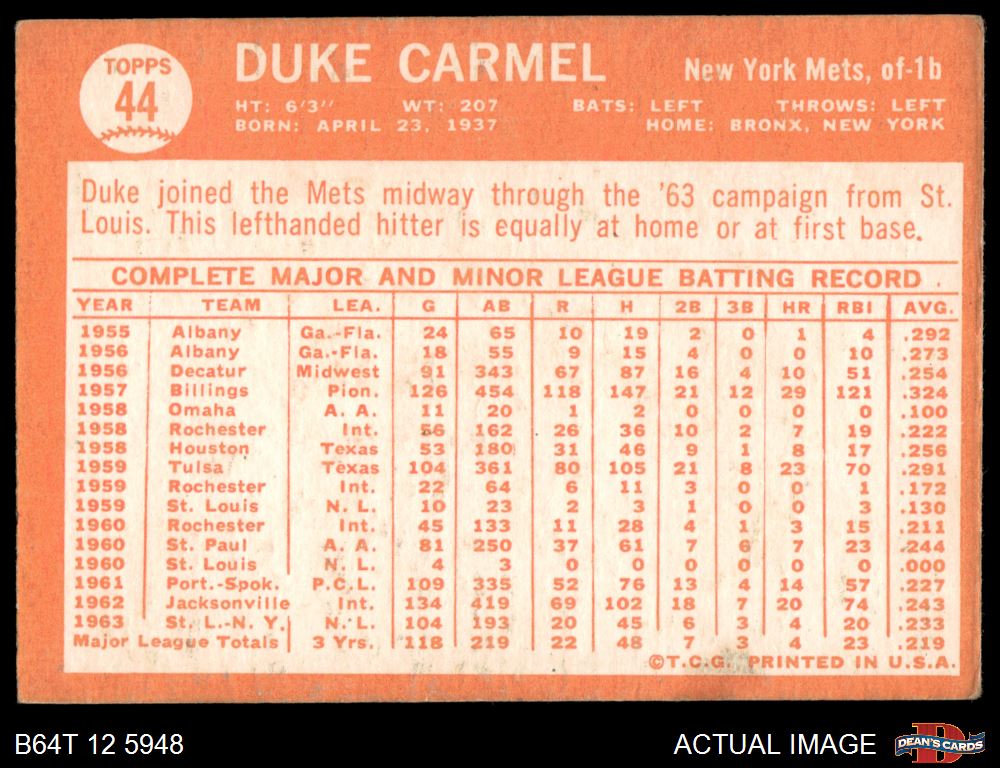 TOPPS
44
DUKE CARMEL
New York Mets, of-1b
HT: 6'3" WT: 207 BATS: LEFT THROWS: LEFT
BORN: APRIL 23, 1937 HOME: BRONX, NEW YORK
Duke joined the Mets midway through the '63 campaign from St.
Louis. This lefthanded hitter is equally at home or at first base.
COMPLETE MAJOR AND MINOR LEAGUE BATTING RECORD
YEAR TEAM LEA. G AB R H 2B 3B HR RBI AVG.
1955 Albany Ga.-Fla. 24 65 10 19 2 0 1 4 .292
1956 Albany Ga.-Fla. 18 55 9 15 4 0 0 10 .273
1956 Decatur Midwest 91 343 67 87 16 4 10 51 .254
1957 Billings Pion. 126 454 118 147 21 12 29 121 .324
1958 Omaha A. A. 11 20 1 2 0 0 0 0 .100
1958 Rochester Int. 56 162 26 36 10 2 7 19 .222
1958 Houston Texas 53 180 31 46 9 1 8 17 .256
1959 Tulsa Texas 104 361 80 105 21 8 23 70 .291
1959 Rochester Int. 22 64 6 11 3 0 0 1 .172
1959 St. Louis N. L. 10 23 2 3 1 0 0 3 .130
1960 Rochester Int. 45 133 11 28 4 1 3 15 .211
1960 St. Paul A. A. 81 250 37 61 7 6 7 23 .244
1960 St. Louis N. L. 4 3 0 0 0 0 0 0 .000
1961 Port.-Spok. P.C.L. 109 335 52 76 13 4 14 57 .227
1962 Jacksonville Int. 134 419 69 102 18 7 20 74 .243
1963 St. L.-N. Y. N. L. 104 193 20 45 6 3 4 20 .233
Major League Totals 3 Yrs. 118 219 22 48 7 3 4 23 .219
©T.C.G. PRINTED IN U.S.A.
B64T 12 5948
ACTUAL IMAGE
D
DEAN'S CARDS